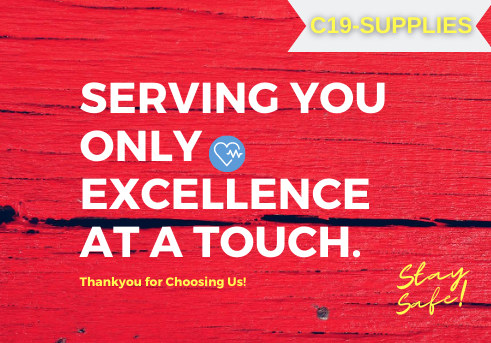 C19-SUPPLIES
SERVING YOU
ONLY
EXCELLENCE
AT A TOUCH.
Thankyou for Choosing Us!
Stay
Safe!